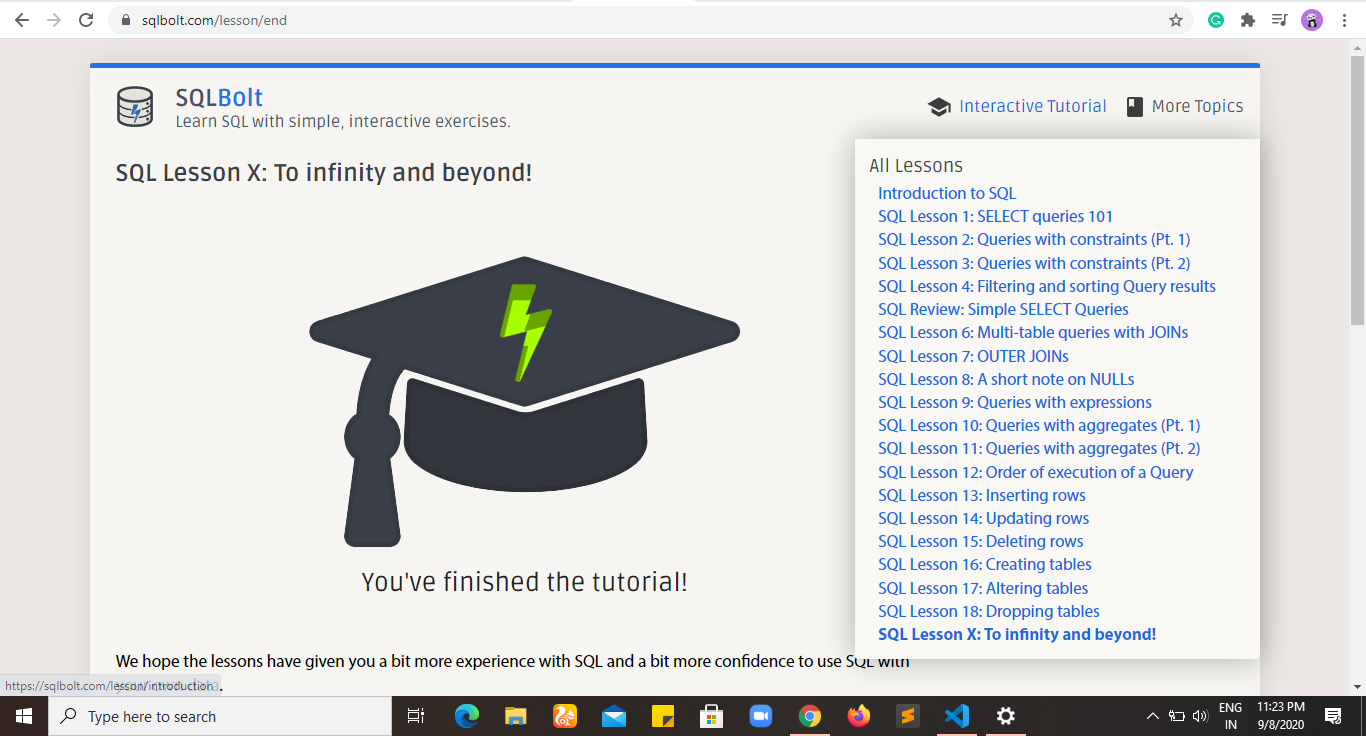 sqlbolt.com/lesson/end
SQLBolt
Learn SQL with simple, interactive exercises.
Interactive Tutorial
More Topics
SQL Lesson X: To infinity and beyond!
All Lessons
Introduction to SQL
SQL Lesson 1: SELECT queries 101
SQL Lesson 2: Queries with constraints (Pt. 1)
SQL Lesson 3: Queries with constraints (Pt. 2)
SQL Lesson 4: Filtering and sorting Query results
SQL Review: Simple SELECT Queries
SQL Lesson 6: Multi-table queries with JOINs
SQL Lesson 7: OUTER JOINs
SQL Lesson 8: A short note on NULLs
SQL Lesson 9: Queries with expressions
SQL Lesson 10: Queries with aggregates (Pt. 1)
SQL Lesson 11: Queries with aggregates (Pt. 2)
SQL Lesson 12: Order of execution of a Query
SQL Lesson 13: Inserting rows
SQL Lesson 14: Updating rows
SQL Lesson 15: Deleting rows
SQL Lesson 16: Creating tables
SQL Lesson 17: Altering tables
SQL Lesson 18: Dropping tables
SQL Lesson X: To infinity and beyond!
You've finished the tutorial!
We hope the lessons have given you a bit more experience with SQL and a bit more confidence to use SQL with
your own data.
https://sqlbolt.com/lesson/introduction
Type here to search
ENG
IN
11:23 PM
9/8/2020